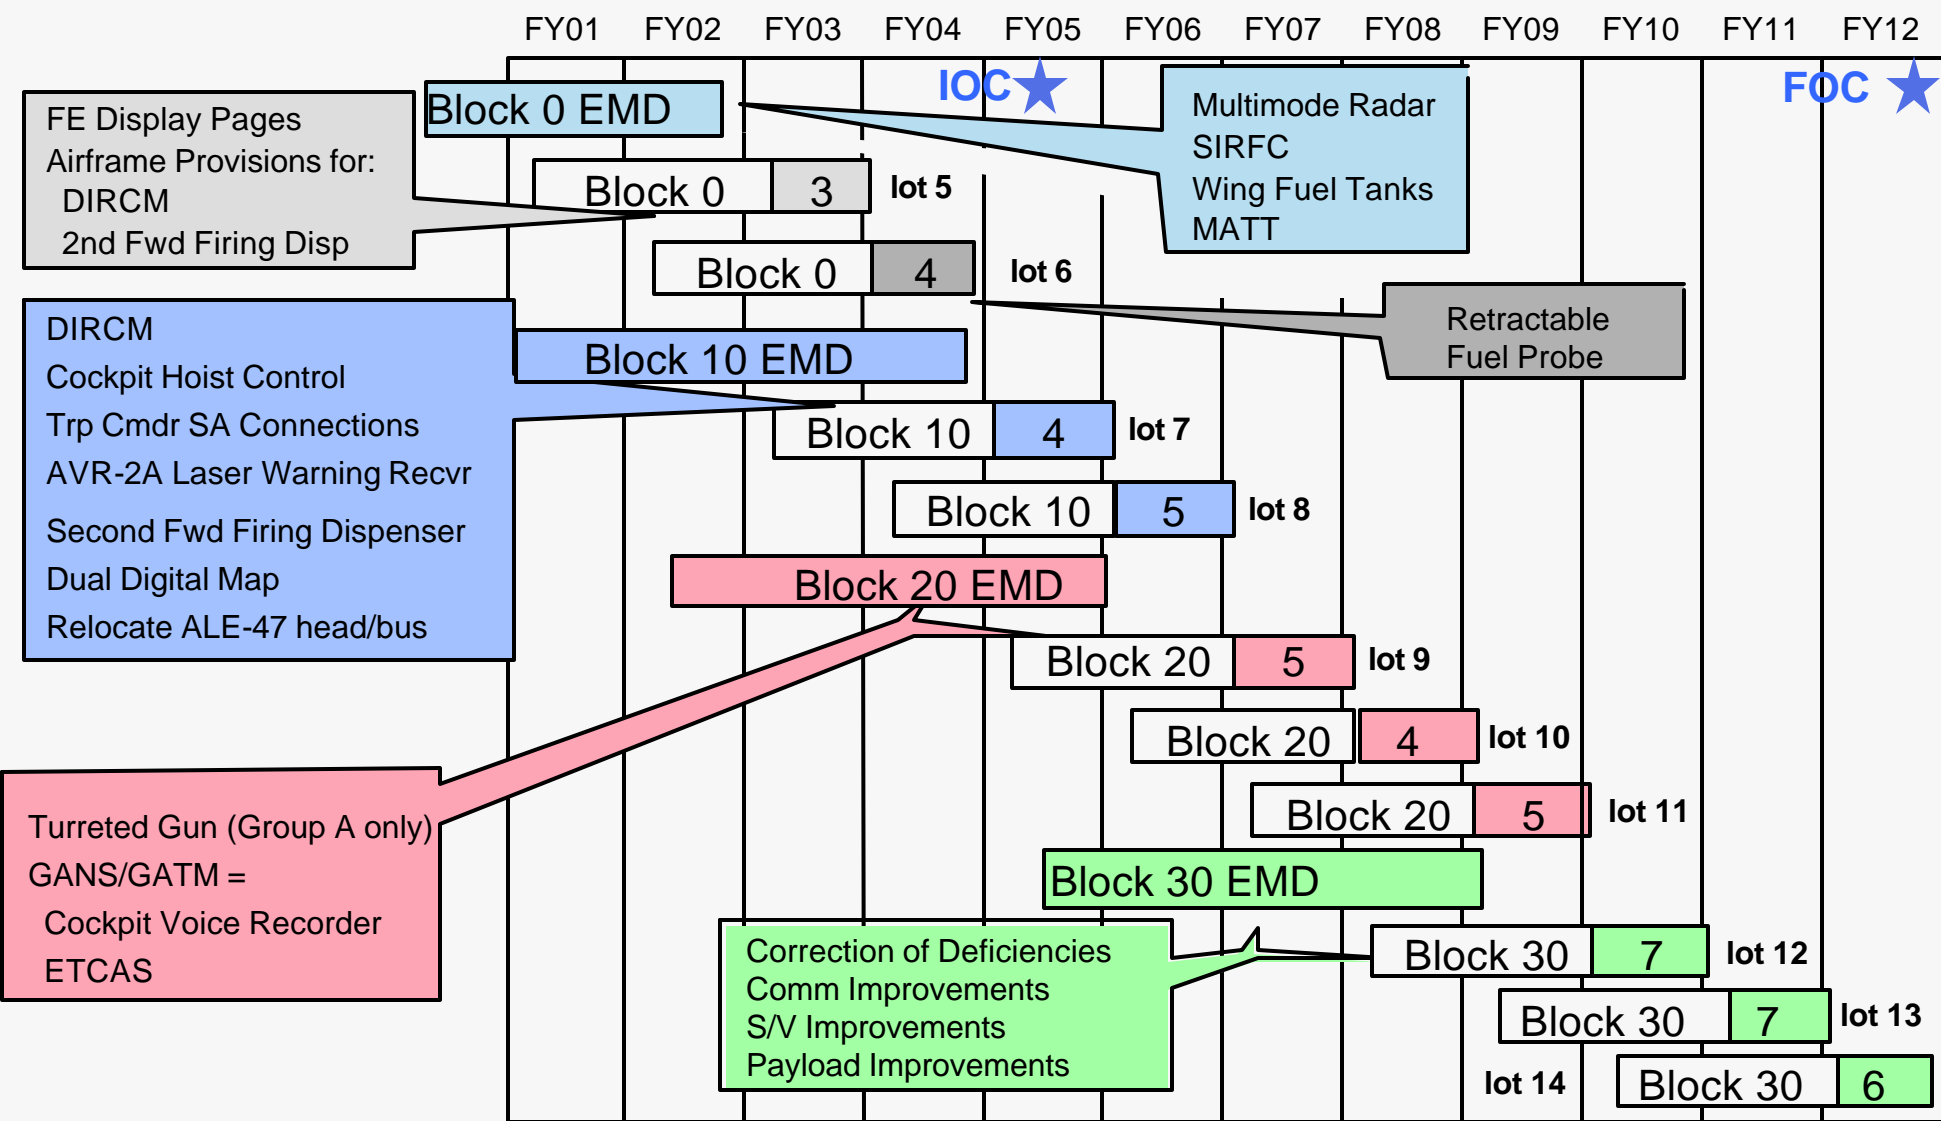 FY01 FY02 FY03 FY04 FY05 FY06 FY07 FY08 FY09 FY10 FY11 FY12
IOC
FOC
FE Display Pages
Airframe Provisions for:
DIRCM
2nd Fwd Firing Disp
Block 0 EMD
Multimode Radar
SIRFC
Wing Fuel Tanks
MATT
Block 0 3 lot 5
Block 0 4 lot 6
Retractable
Fuel Probe
DIRCM
Cockpit Hoist Control
Trp Cmdr SA Connections
AVR-2A Laser Warning Recvr
Second Fwd Firing Dispenser
Dual Digital Map
Relocate ALE-47 head/bus
Block 10 EMD
Block 10 4 lot 7
Block 10 5 lot 8
Block 20 EMD
Block 20 5 lot 9
Block 20 4 lot 10
Block 20 5 lot 11
Turreted Gun (Group A only)
GANS/GATM =
Cockpit Voice Recorder
ETCAS
Block 30 EMD
Correction of Deficiencies
Comm Improvements
S/V Improvements
Payload Improvements
Block 30 7 lot 12
Block 30 7 lot 13
lot 14 Block 30 6